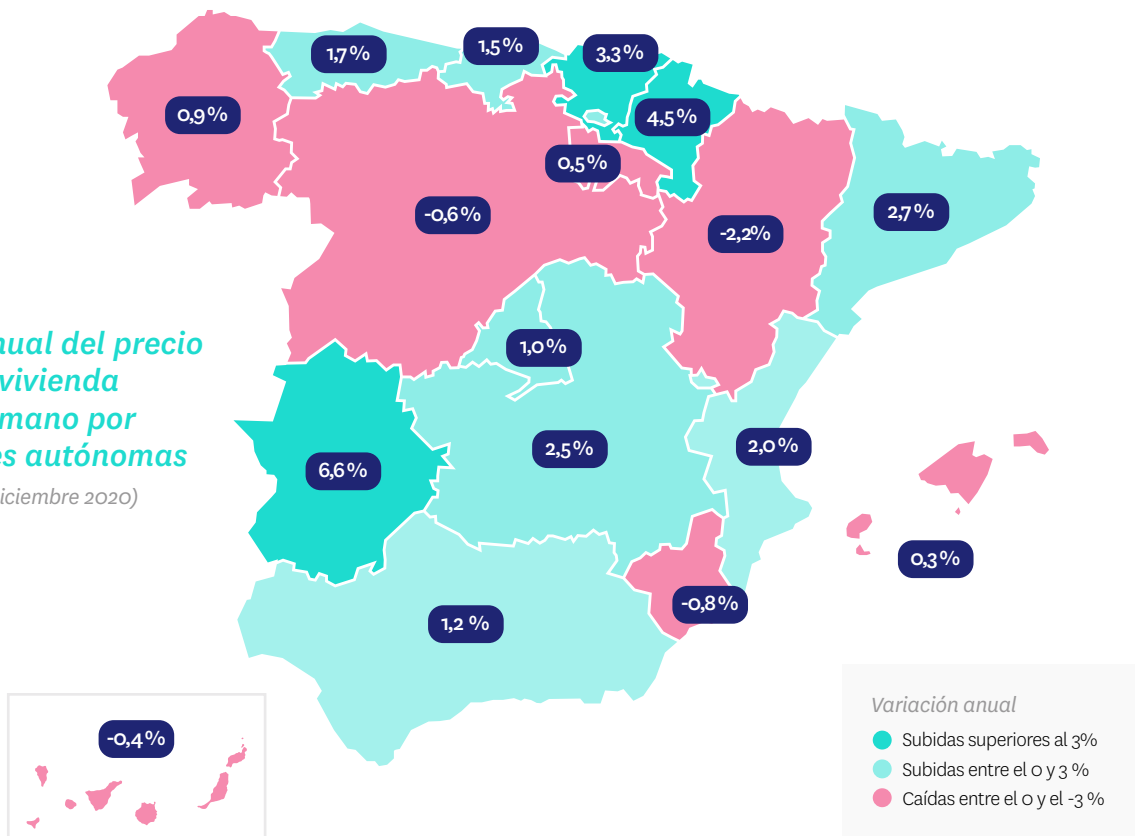 1,7 %
1,5 %
3,3 %
0,9 %
4,5 %
0,5 %
-0,6 %
2,7 %
-2,2%
nual del precio
vivienda
mano por
es autónomas
iciembre 2020)
1,0 %
2,5 %
2,0 %
6,6 %
0,3 %
-0,8 %
1,2 %
-0,4 %
Variación anual
Subidas superiores al 3%
Subidas entre el 0 y 3 %
Caídas entre el 0 y el -3 %